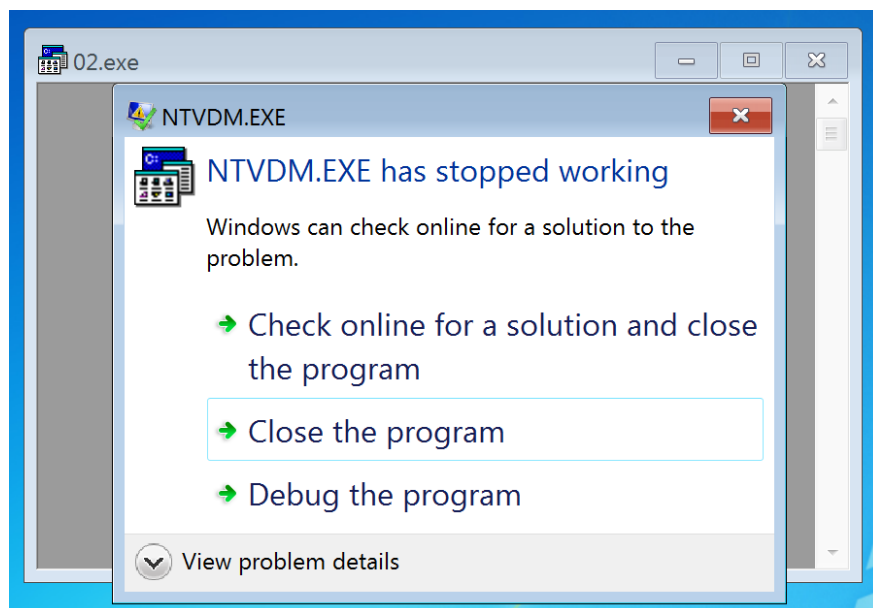 02.exe
NTVDM.EXE
C:
NTVDM.EXE has stopped working
Windows can check online for a solution to the
problem.
Check online for a solution and close
the program
Close the program
Debug the program
View problem details